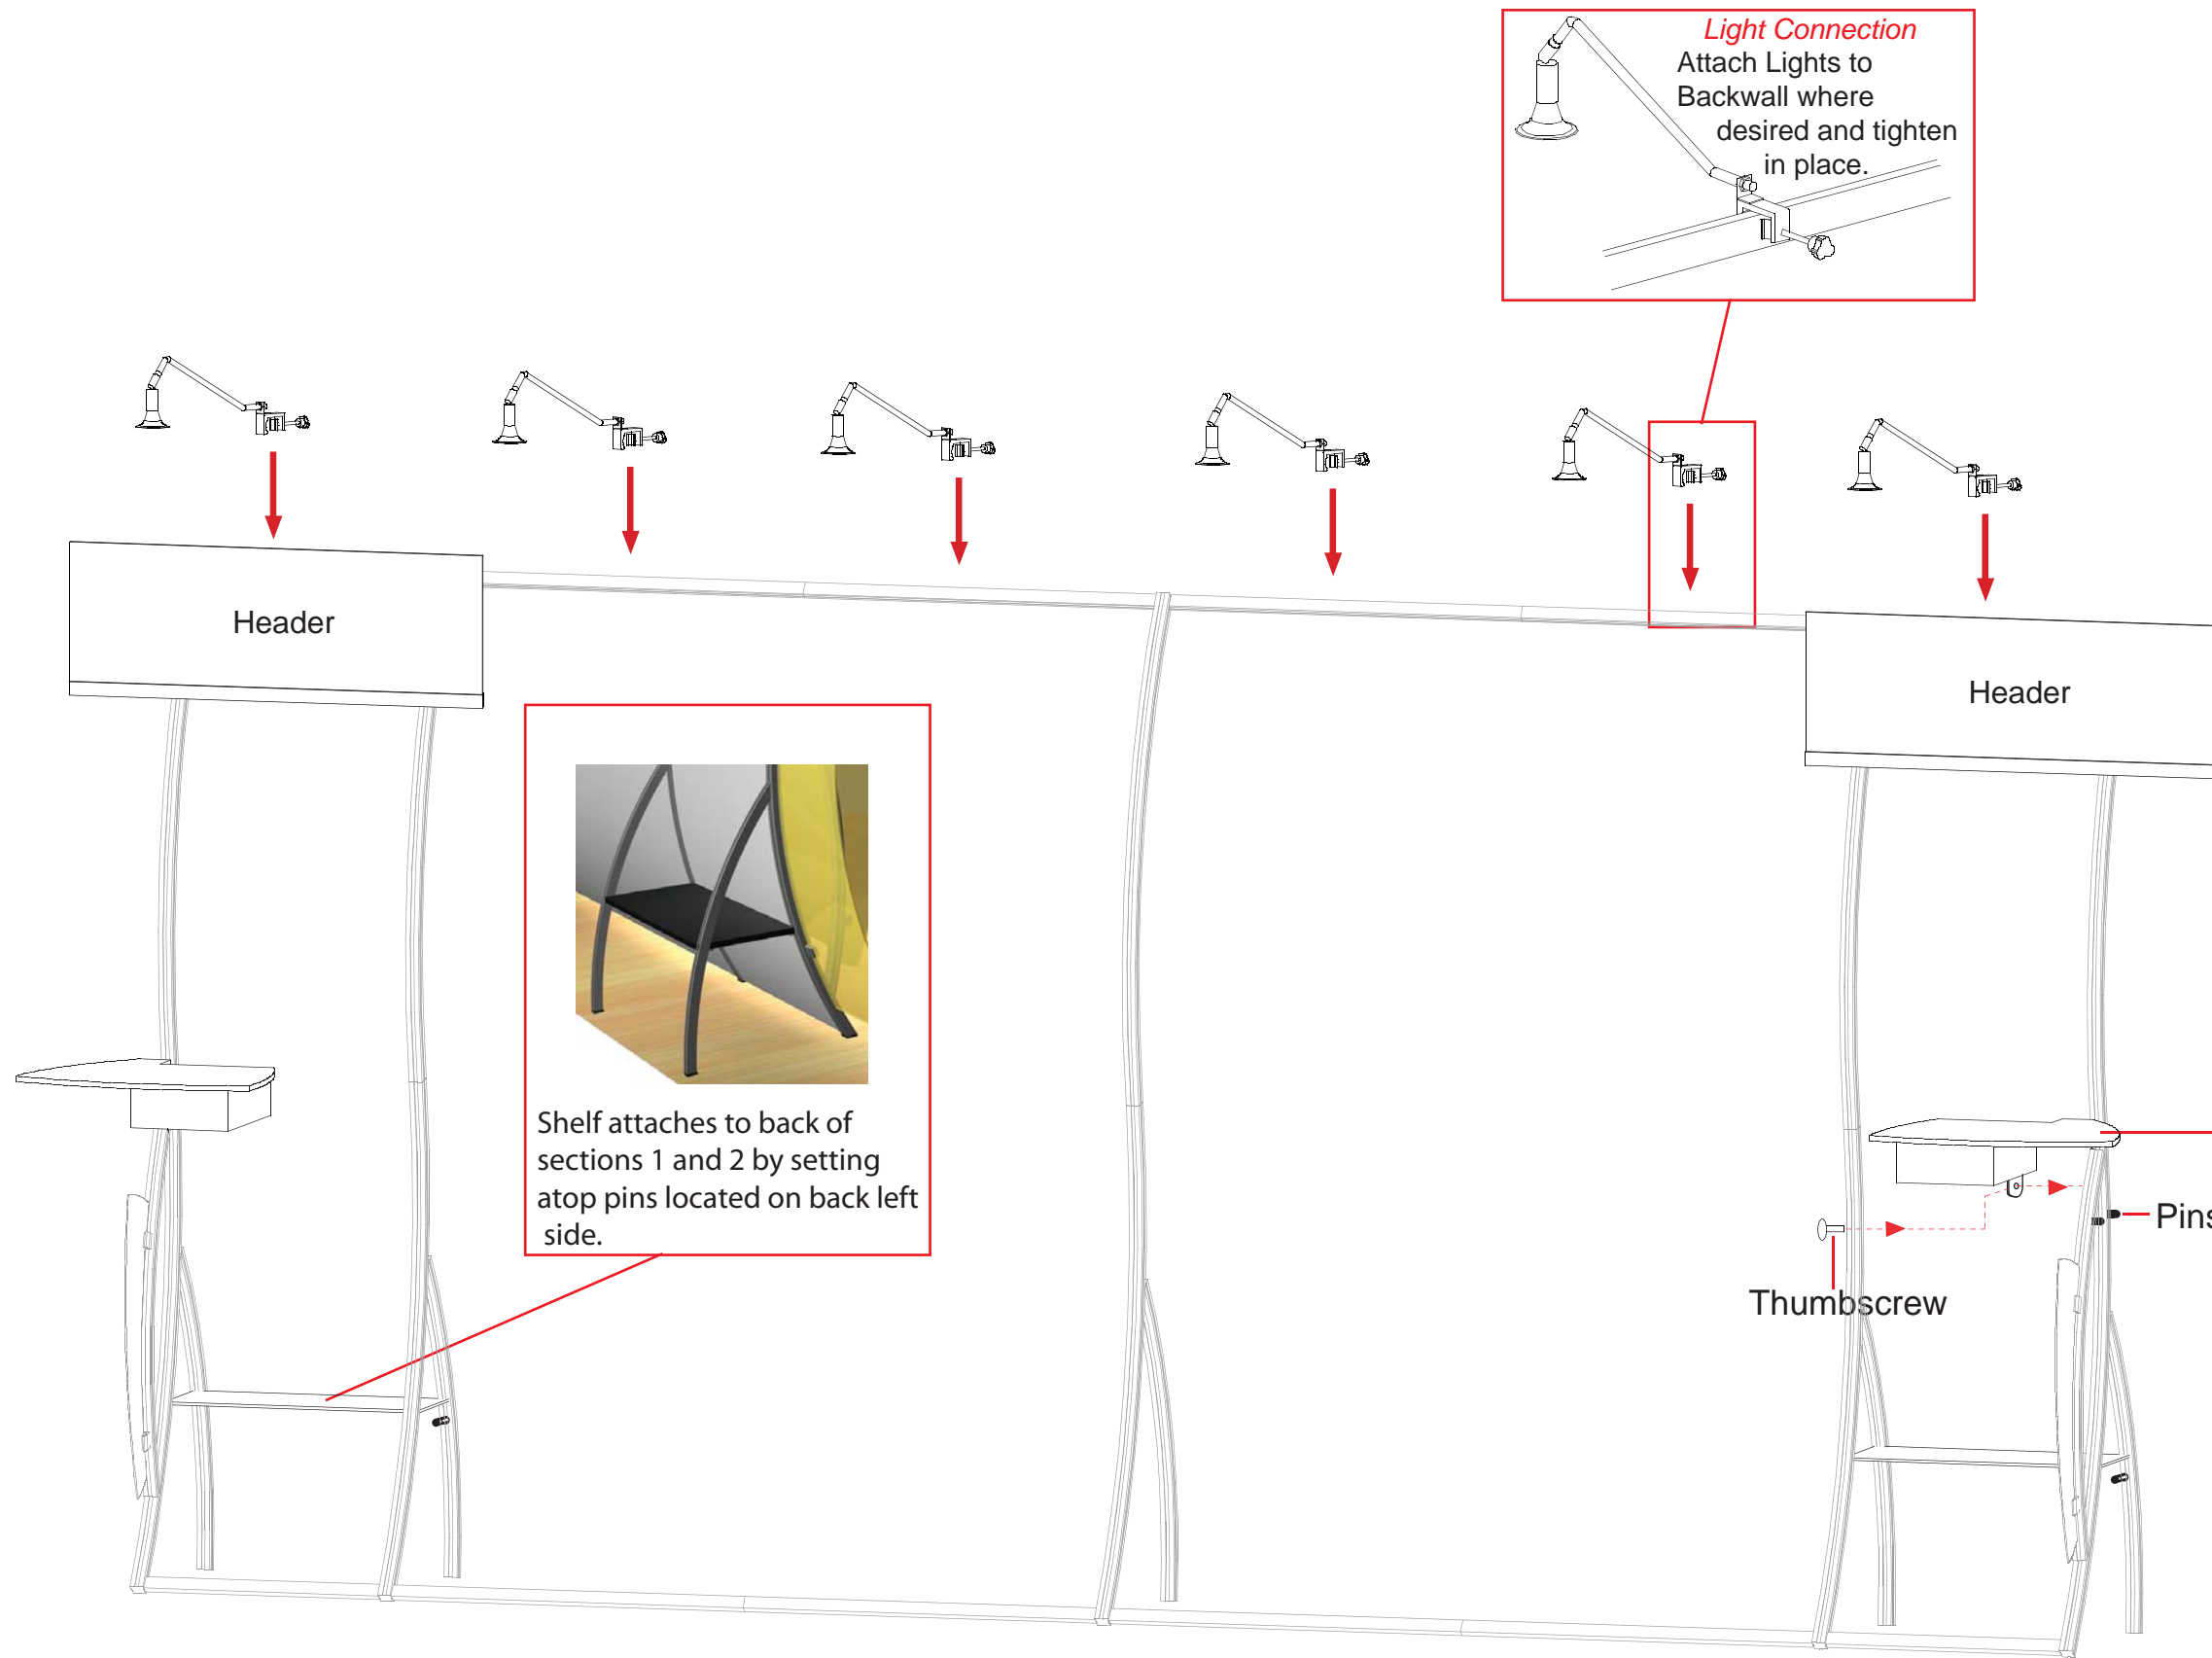 Light Connection
Attach Lights to
Backwall where
desired and tighten
in place.
Header
Header
Shelf attaches to back of
sections 1 and 2 by setting
atop pins located on back left
side.
Pins
Thumbscrew